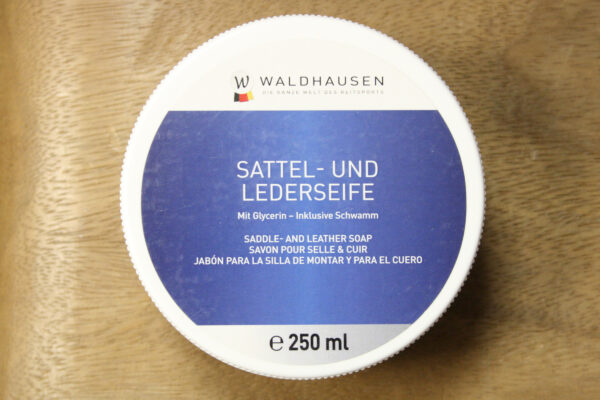 W WALDHAUSEN
DIE GANZE WELT DES REITSPORTS
SATTEL- UND
LEDERSEIFE
Mit Glycerin – Inklusive Schwamm
SADDLE- AND LEATHER SOAP
SAVON POUR SELLE & CUIR
JABÓN PARA LA SILLA DE MONTAR Y PARA EL CUERO
℮ 250 ml